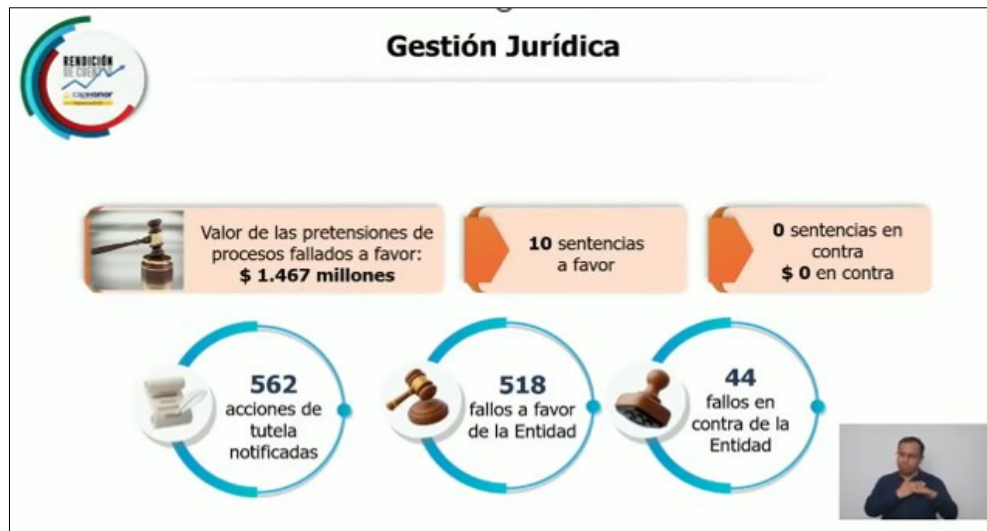 Gestión Jurídica
RENDICIÓN
DE CUENTAS
cajahonor
Valor de las pretensiones de
procesos fallados a favor:
$ 1.467 millones
10 sentencias
a favor
0 sentencias en
contra
$ 0 en contra
562
acciones de
tutela
notificadas
518
fallos a favor
de la Entidad
44
fallos en
contra de la
Entidad